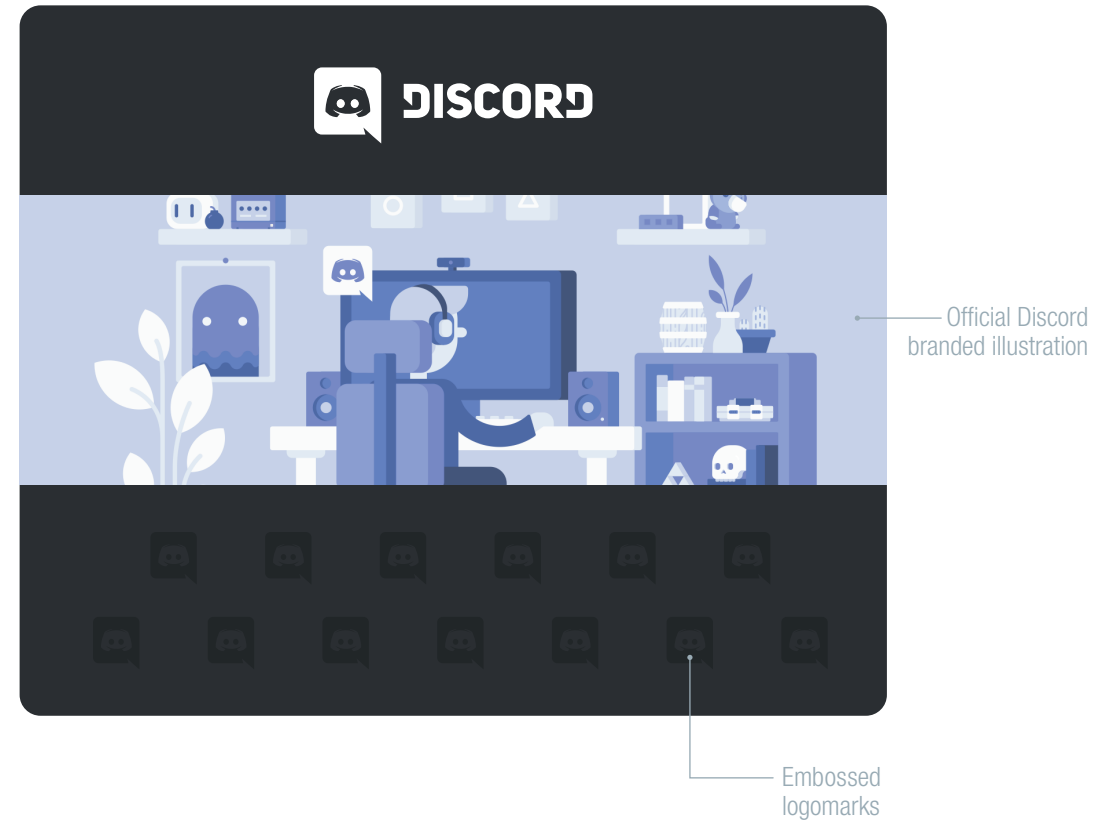 DISCORD
Official Discord
branded illustration
Embossed
logomarks